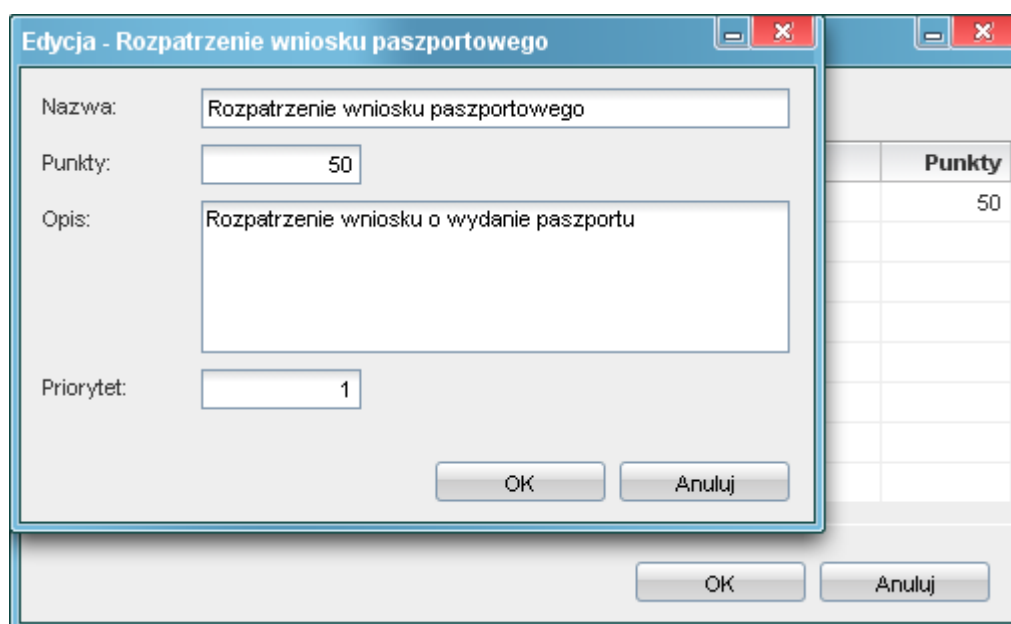 Edycja - Rozpatrzenie wniosku paszportowego
Nazwa: Rozpatrzenie wniosku paszportowego
Punkty: 50
Opis: Rozpatrzenie wniosku o wydanie paszportu
Priorytet: 1
OK Anuluj
Punkty
50
OK Anuluj